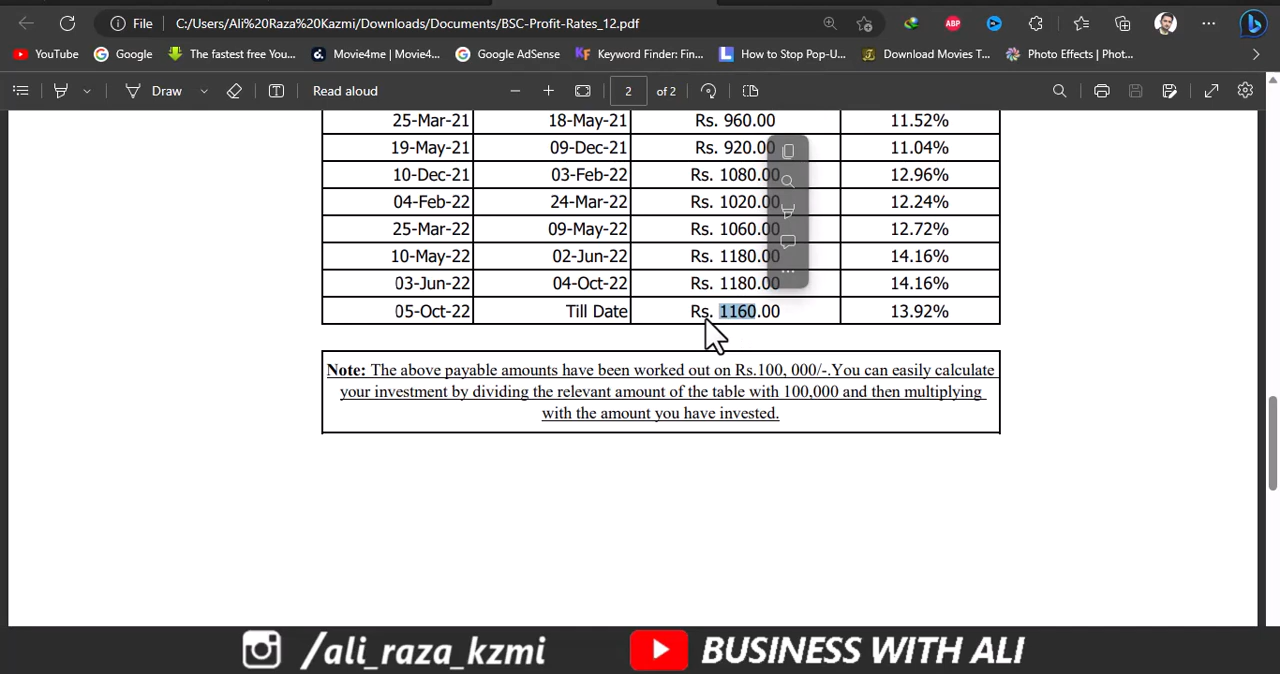 File C:/Users/Ali%20Raza%20Kazmi/Downloads/Documents/BSC-Profit-Rates_12.pdf ABP
YouTube Google The fastest free You... Movie4me | Movie4... Google AdSense Keyword Finder: Fin... How to Stop Pop-U... Download Movies T... Photo Effects | Phot...
Draw Read aloud 2 of 2
25-Mar-21 18-May-21 Rs. 960.00 11.52%
19-May-21 09-Dec-21 Rs. 920.00 11.04%
10-Dec-21 03-Feb-22 Rs. 1080.00 12.96%
04-Feb-22 24-Mar-22 Rs. 1020.00 12.24%
25-Mar-22 09-May-22 Rs. 1060.00 12.72%
10-May-22 02-Jun-22 Rs. 1180.00 14.16%
03-Jun-22 04-Oct-22 Rs. 1180.00 14.16%
05-Oct-22 Till Date Rs. 1160.00 13.92%
Note: The above payable amounts have been worked out on Rs.100, 000/-.You can easily calculate
your investment by dividing the relevant amount of the table with 100,000 and then multiplying
with the amount you have invested.
/ali_raza_kzmi BUSINESS WITH ALI